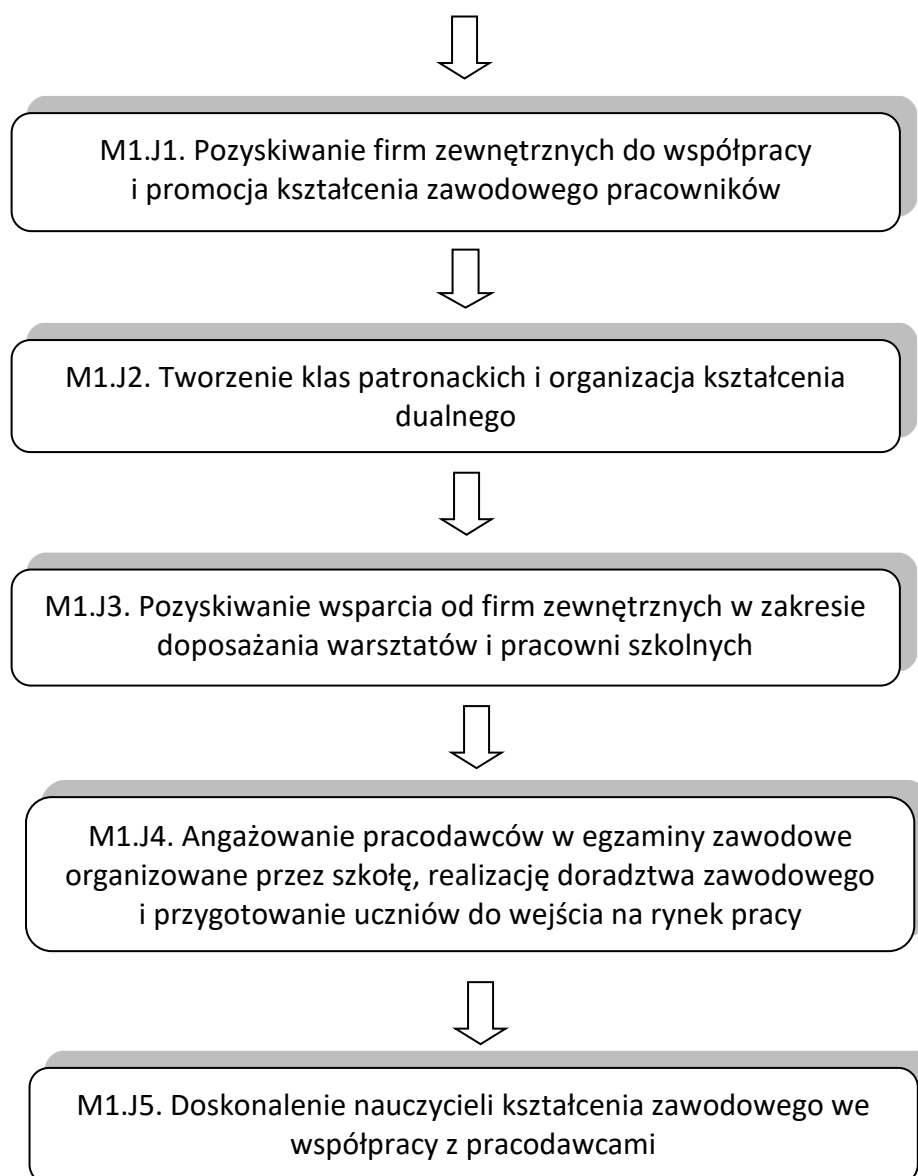 M1.J1. Pozyskiwanie firm zewnętrznych do współpracy
i promocja kształcenia zawodowego pracowników
M1.J2. Tworzenie klas patronackich i organizacja kształcenia
dualnego
M1.J3. Pozyskiwanie wsparcia od firm zewnętrznych w zakresie
doposażania warsztatów i pracowni szkolnych
M1.J4. Angażowanie pracodawców w egzaminy zawodowe
organizowane przez szkołę, realizację doradztwa zawodowego
i przygotowanie uczniów do wejścia na rynek pracy
M1.J5. Doskonalenie nauczycieli kształcenia zawodowego we
współpracy z pracodawcami